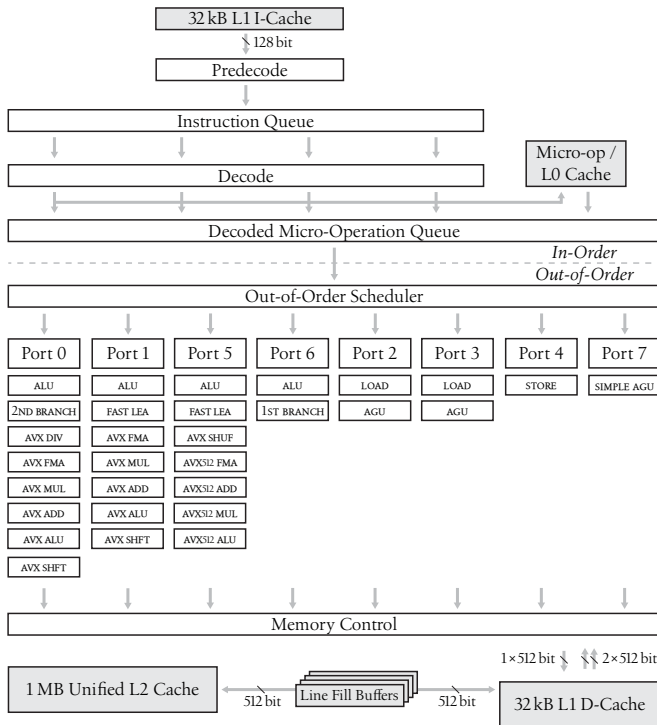 32 kB L1 I-Cache
128 bit
Predecode
Instruction Queue
Decode
Micro-op /
L0 Cache
Decoded Micro-Operation Queue
In-Order
Out-of-Order
Out-of-Order Scheduler
Port 0 Port 1 Port 5 Port 6 Port 2 Port 3 Port 4 Port 7
ALU ALU ALU ALU LOAD LOAD STORE SIMPLE AGU
2ND BRANCH FAST LEA FAST LEA 1ST BRANCH AGU AGU
AVX DIV AVX FMA AVX SHUF
AVX FMA AVX MUL AVX512 FMA
AVX MUL AVX ADD AVX512 ADD
AVX ADD AVX ALU AVX512 MUL
AVX ALU AVX SHFT AVX512 ALU
AVX SHFT
Memory Control
1×512 bit 2×512 bit
1 MB Unified L2 Cache 512 bit Line Fill Buffers 512 bit 32 kB L1 D-Cache